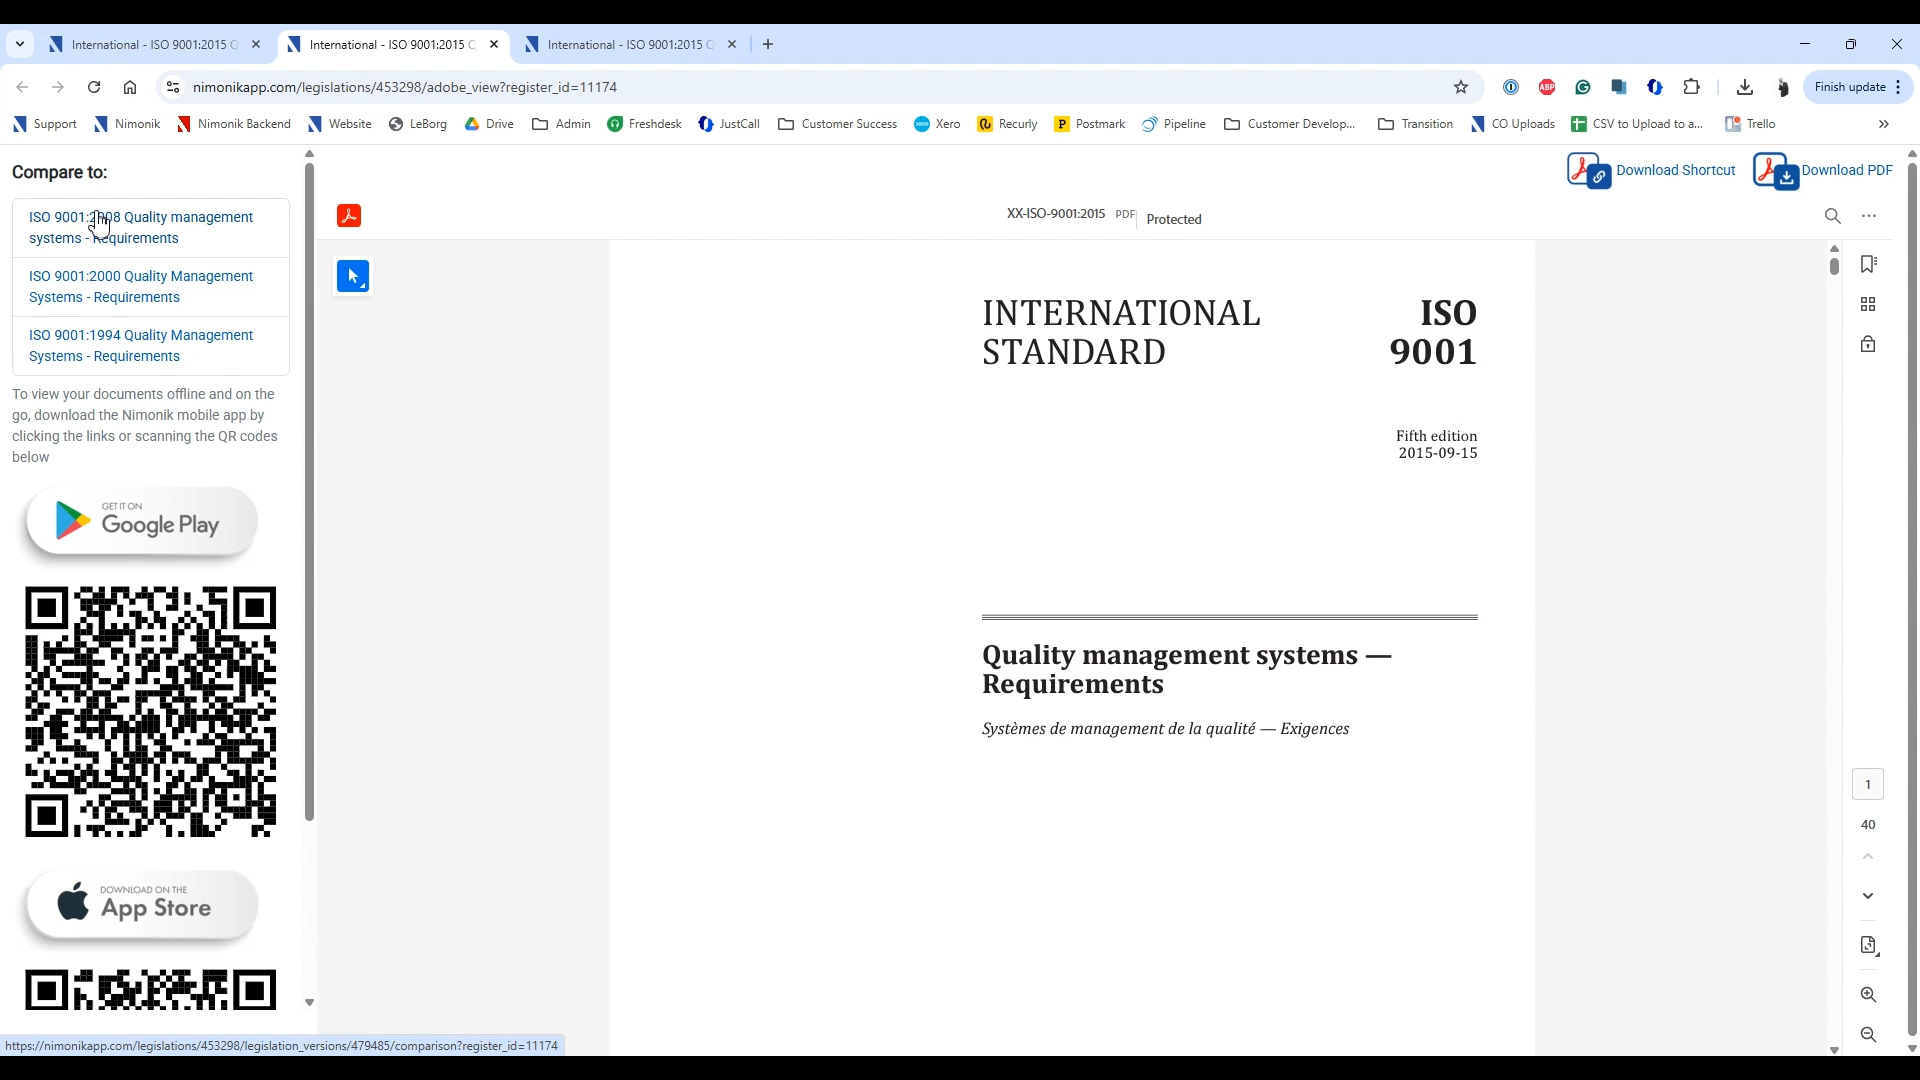 International - ISO 9001:2015 Q
International - ISO 9001:2015 Q
International - ISO 9001:2015 Q
nimonikapp.com/legislations/453298/adobe_view?register_id=11174
ABP
Finish update
Support
Nimonik
Nimonik Backend
Website
LeBorg
Drive
Admin
Freshdesk
JustCall
Customer Success
Xero
Recurly
Postmark
Pipeline
Customer Develop...
Transition
CO Uploads
CSV to Upload to a...
Trello
Compare to:
ISO 9001:2008 Quality management
systems - Requirements
ISO 9001:2000 Quality Management
Systems - Requirements
ISO 9001:1994 Quality Management
Systems - Requirements
To view your documents offline and on the
go, download the Nimonik mobile app by
clicking the links or scanning the QR codes
below
GET IT ON
Google Play
DOWNLOAD ON THE
App Store
Download Shortcut
Download PDF
XX-ISO-9001:2015 PDF
Protected
INTERNATIONAL
STANDARD
ISO
9001
Fifth edition
2015-09-15
Quality management systems —
Requirements
Systèmes de management de la qualité — Exigences
1
40
https://nimonikapp.com/legislations/453298/legislation_versions/479485/comparison?register_id=11174